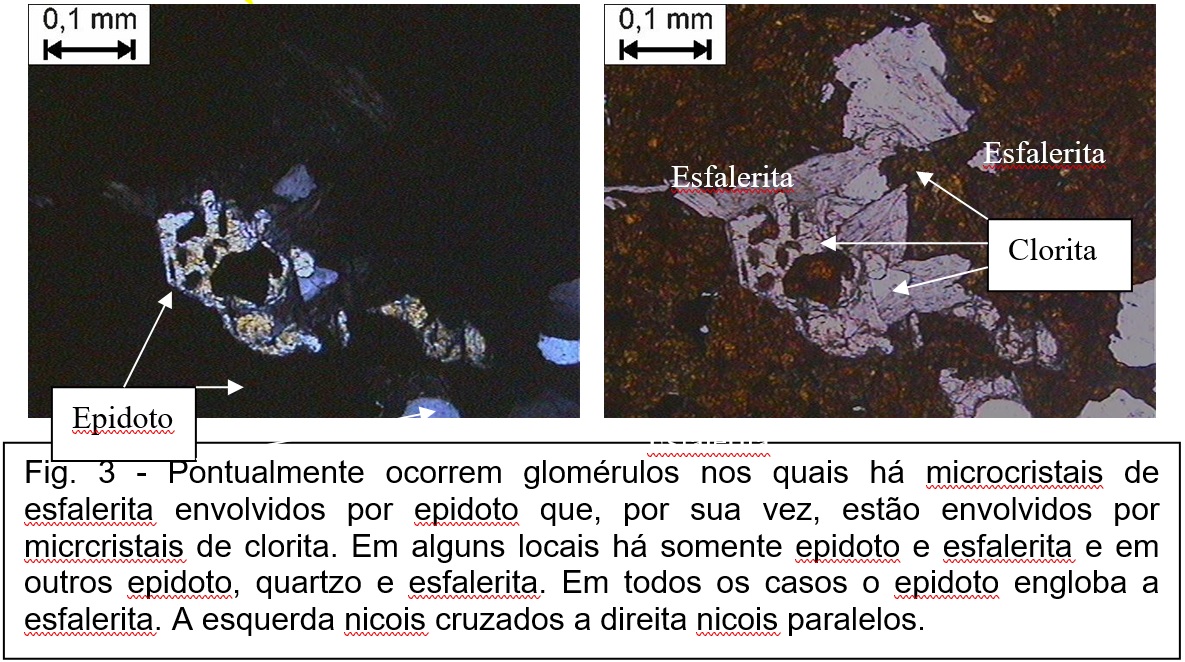 0,1 mm
0,1 mm
Esfalerita
Esfalerita
Clorita
Epidoto
Esfalerita
Fig. 3 - Pontualmente ocorrem glomérulos nos quais há microcristais de
esfalerita envolvidos por epidoto que, por sua vez, estão envolvidos por
micrcristais de clorita. Em alguns locais há somente epidoto e esfalerita e em
outros epidoto, quartzo e esfalerita. Em todos os casos o epidoto engloba a
esfalerita. A esquerda nicois cruzados a direita nicois paralelos.